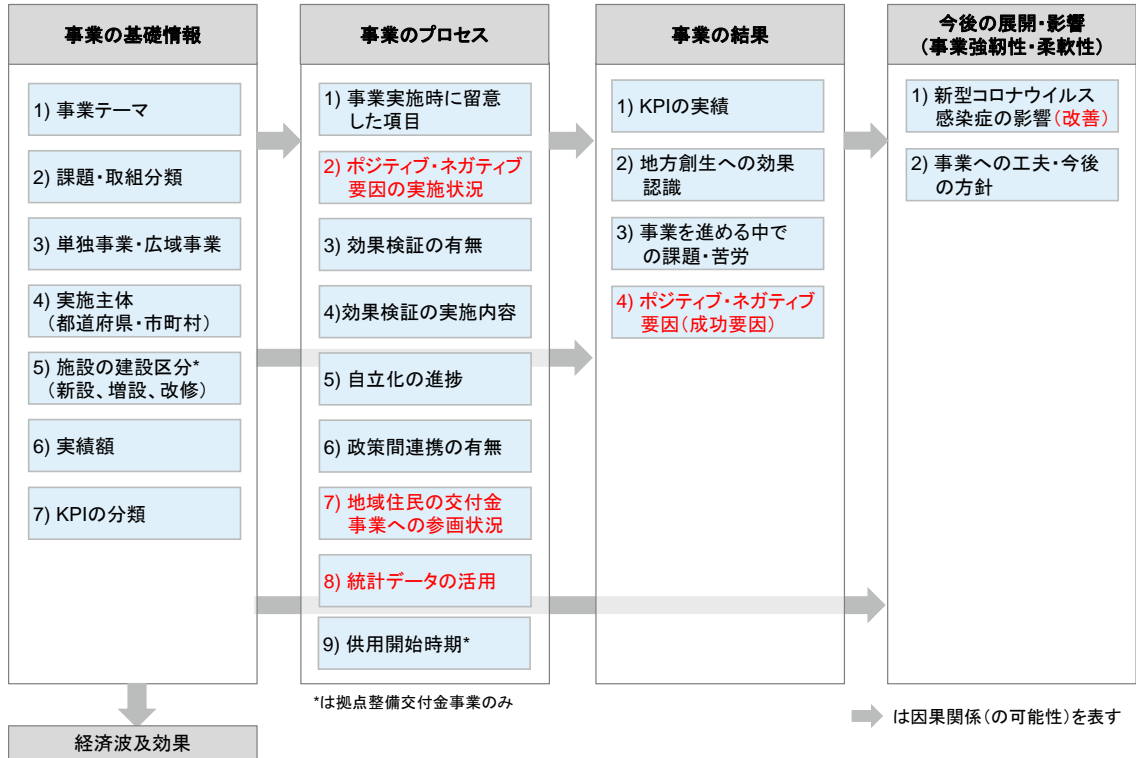 事業の基礎情報
1) 事業テーマ
2) 課題・取組分類
3) 単独事業・広域事業
4) 実施主体
(都道府県・市町村)
5) 施設の建設区分*
(新設、増設、改修)
6) 実績額
7) KPIの分類
経済波及効果
事業のプロセス
1) 事業実施時に留意
した項目
2) ポジティブ・ネガティブ
要因の実施状況
3) 効果検証の有無
4)効果検証の実施内容
5) 自立化の進捗
6) 政策間連携の有無
7) 地域住民の交付金
事業への参画状況
8) 統計データの活用
9) 供用開始時期*
*は拠点整備交付金事業のみ
事業の結果
1) KPIの実績
2) 地方創生への効果
認識
3) 事業を進める中で
の課題・苦労
4) ポジティブ・ネガティブ
要因(成功要因)
今後の展開・影響
(事業強靭性・柔軟性)
1) 新型コロナウイルス
感染症の影響(改善)
2) 事業への工夫・今後
の方針
は因果関係(の可能性)を表す